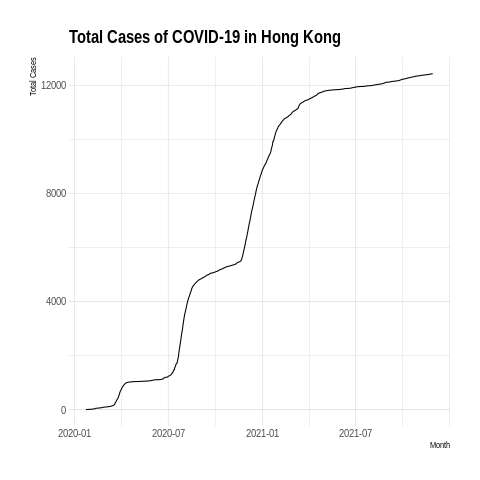 Total Cases of COVID-19 in Hong Kong
Total Cases
12000
8000
4000
0
2020-01 2020-07 2021-01 2021-07
Month